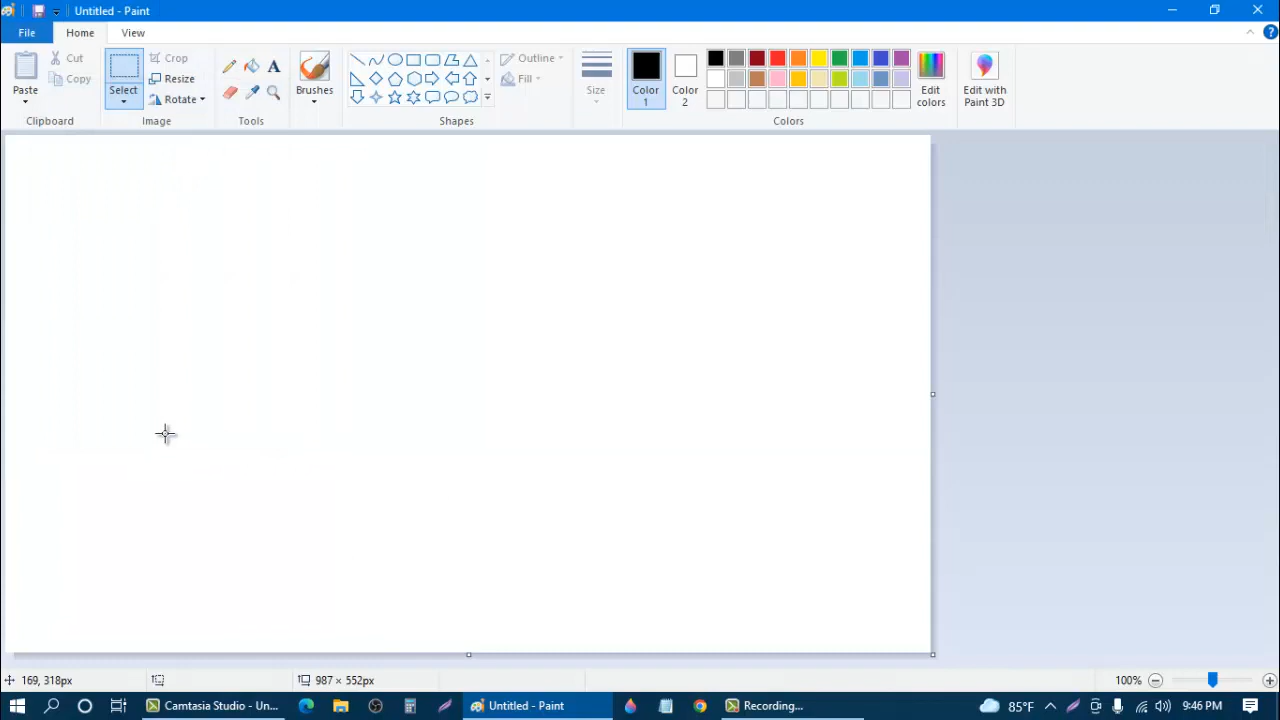 Untitled - Paint
File Home View
Paste
Cut
Copy
Clipboard
Select
Crop
Resize
Rotate
Image
A
Tools
Brushes
Shapes
Outline
Fill
Size
Color 1
Color 2
Edit colors
Colors
Edit with Paint 3D
169, 318px
987 × 552px
100%
Camtasia Studio - Un...
Untitled - Paint
Recording...
85°F
9:46 PM